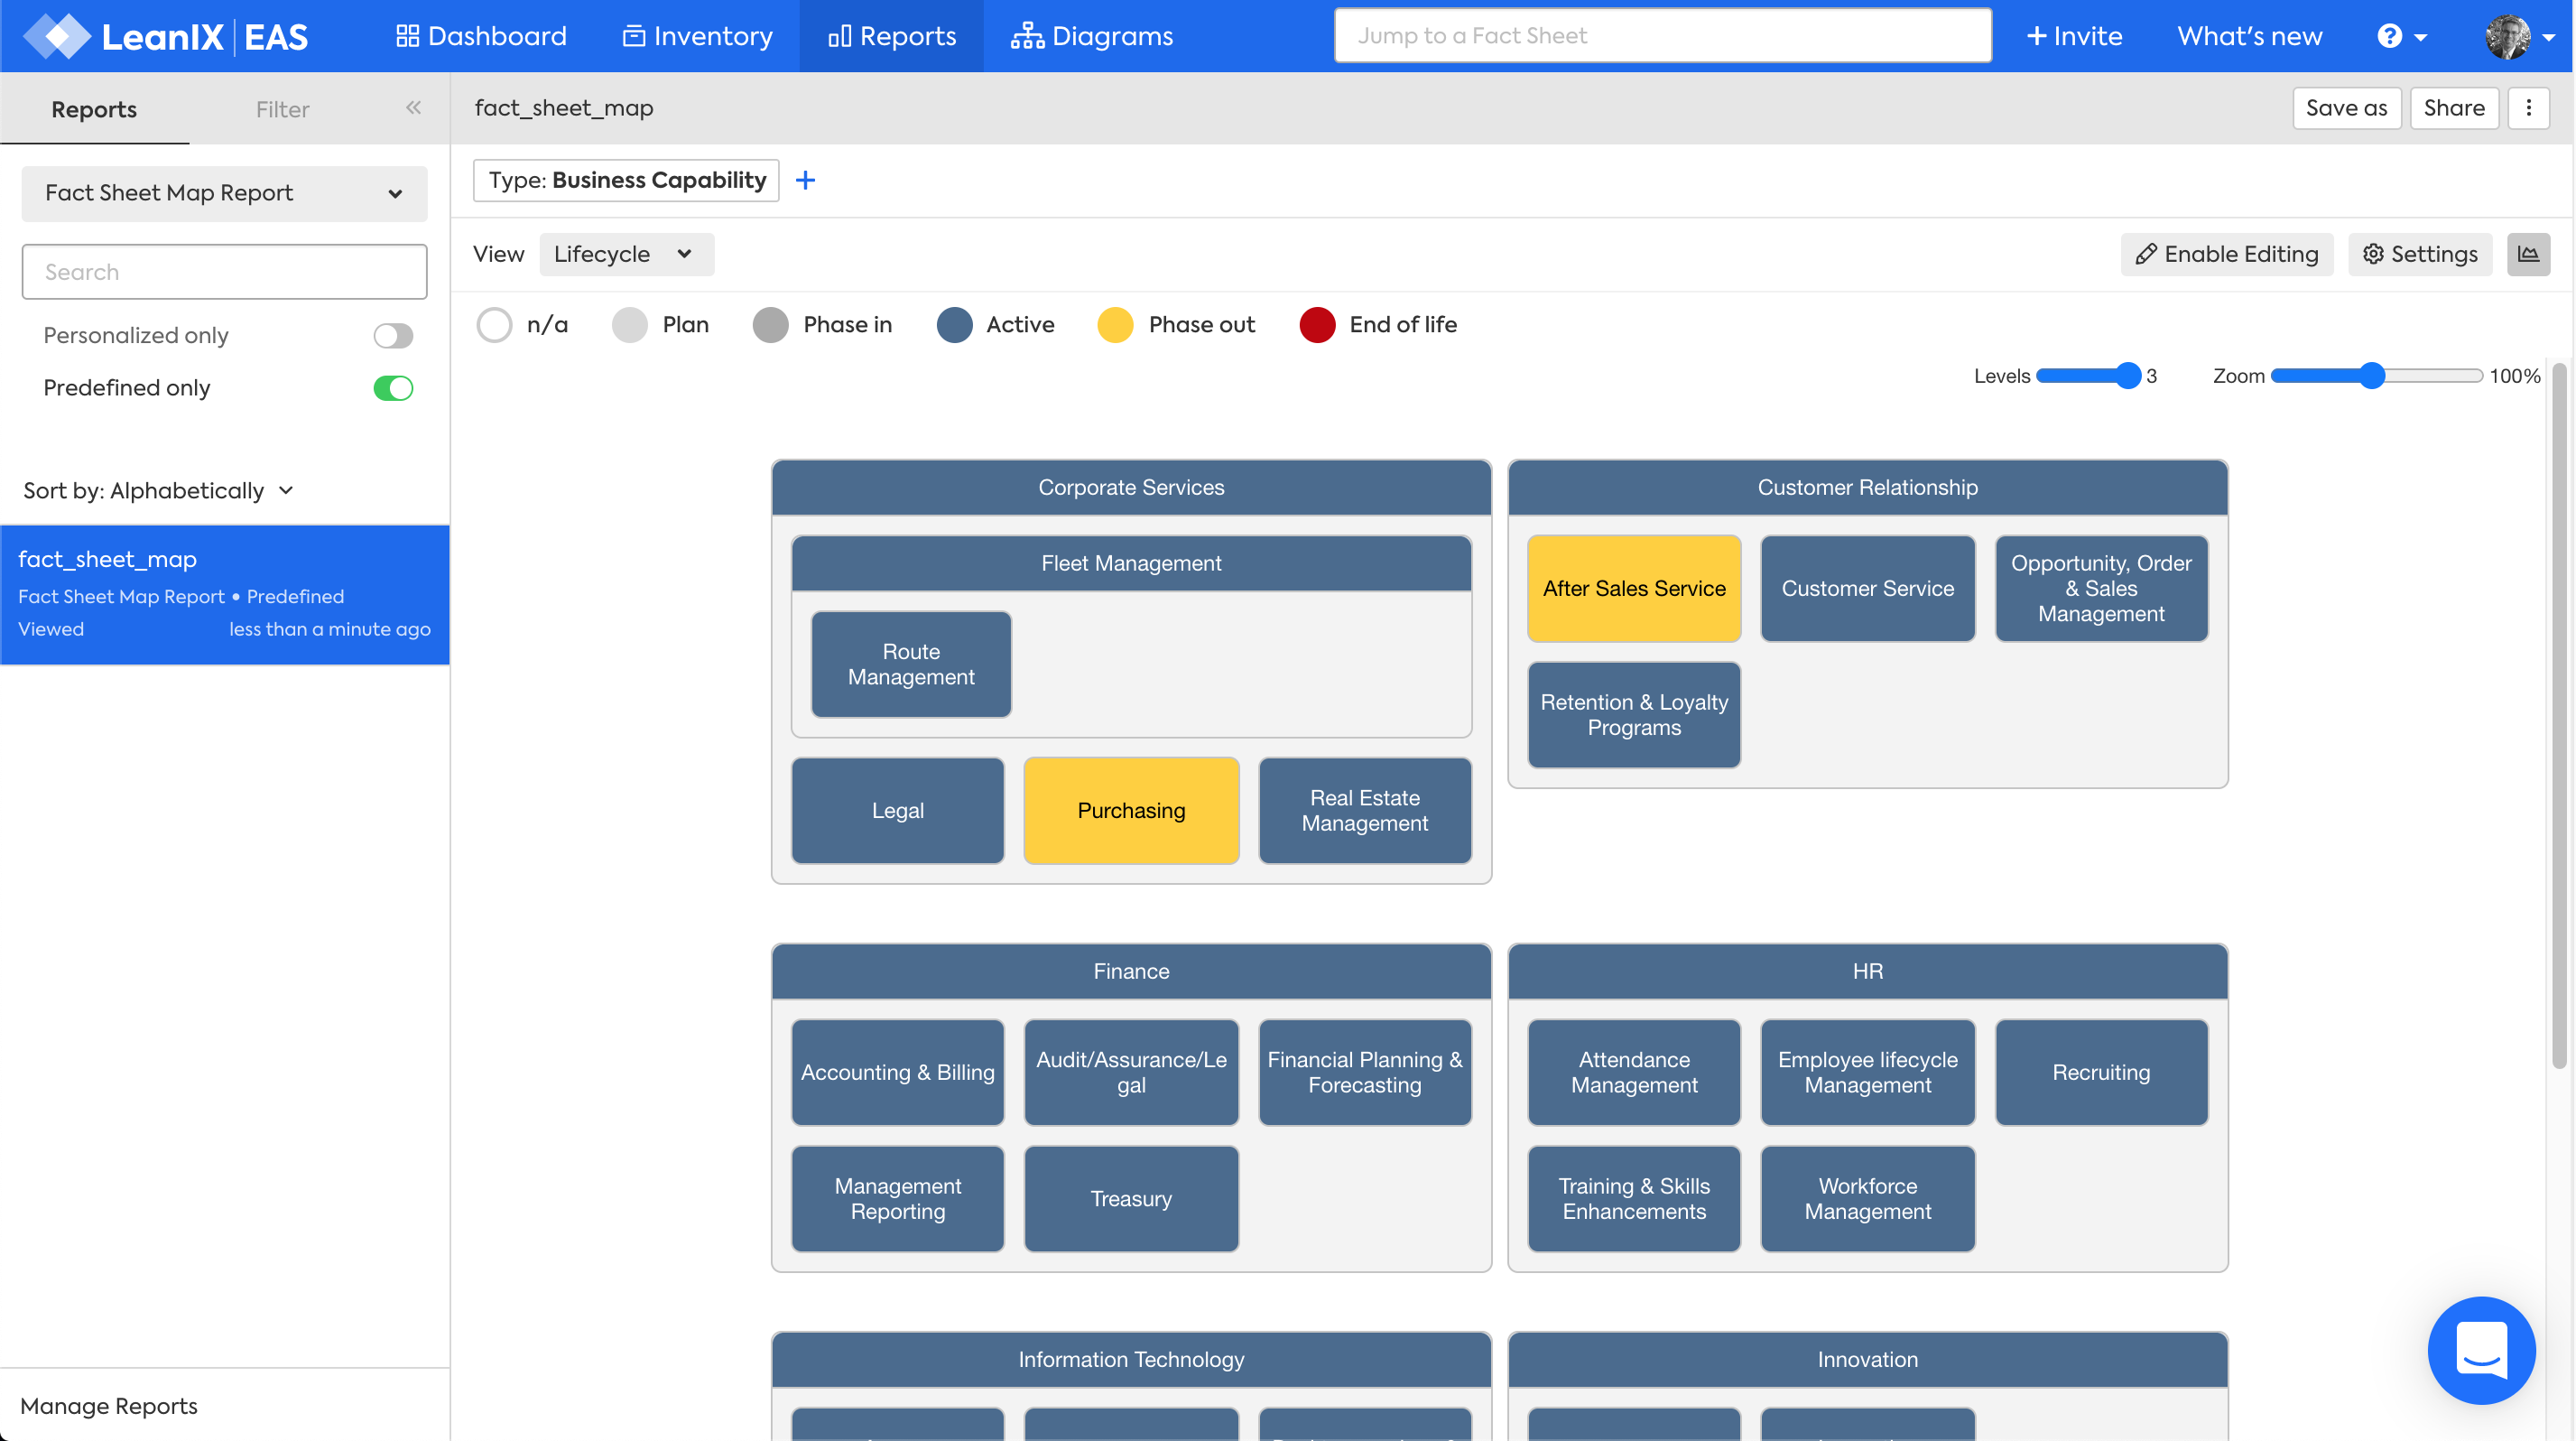 LeanIX EAS
Dashboard
Inventory
Reports
Diagrams
Jump to a Fact Sheet
+ Invite
What's new
?
Reports
Filter
fact_sheet_map
Save as
Share
Fact Sheet Map Report
Type: Business Capability
+
Search
View
Lifecycle
Enable Editing
Settings
Personalized only
n/a
Plan
Phase in
Active
Phase out
End of life
Predefined only
Levels
3
Zoom
100%
Sort by: Alphabetically
fact_sheet_map
Fact Sheet Map Report • Predefined
Viewed
less than a minute ago
Corporate Services
Fleet Management
Route
Management
Legal
Purchasing
Real Estate
Management
Customer Relationship
After Sales Service
Customer Service
Opportunity, Order
& Sales
Management
Retention & Loyalty
Programs
Finance
Accounting & Billing
Audit/Assurance/Le
gal
Financial Planning &
Forecasting
Management
Reporting
Treasury
HR
Attendance
Management
Employee lifecycle
Management
Recruiting
Training & Skills
Enhancements
Workforce
Management
Information Technology
Innovation
Manage Reports